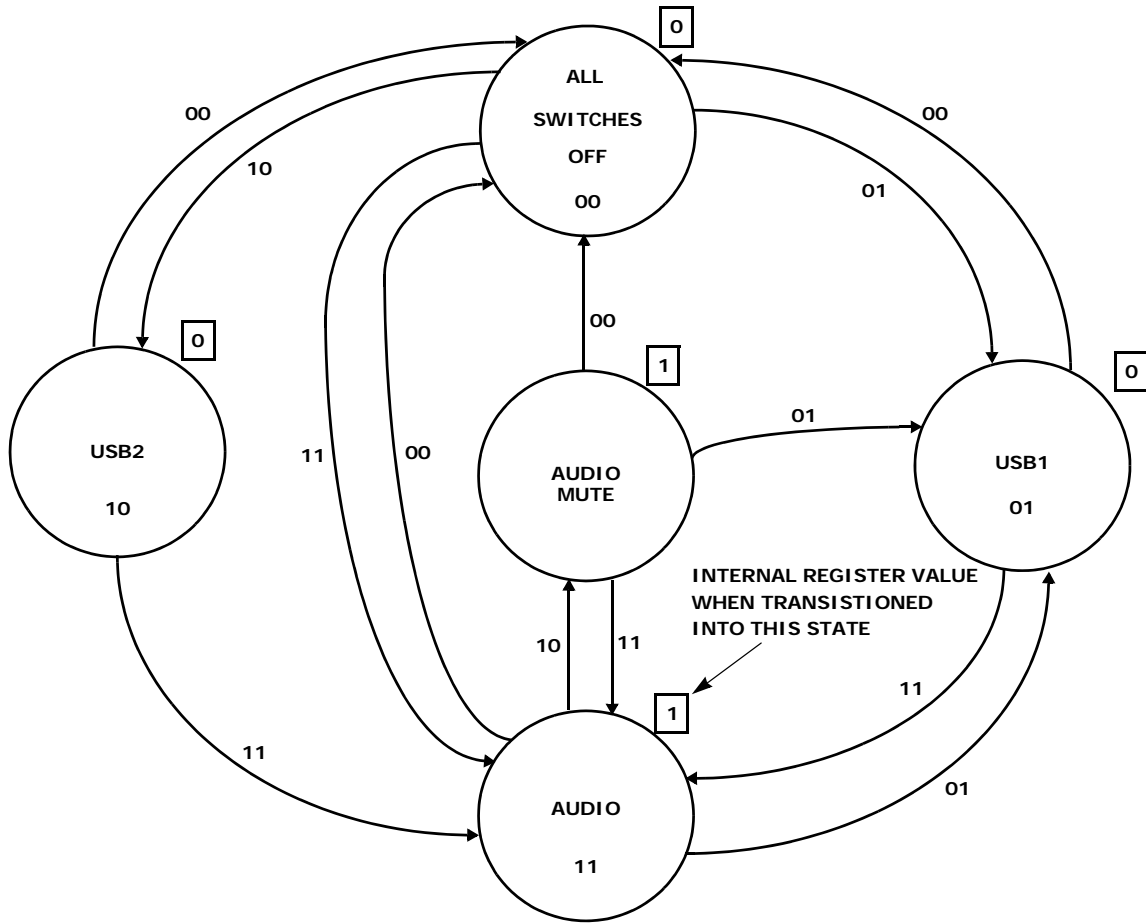 0
ALL
SWITCHES
OFF
00
00
00
10
01
0
00
1
0
USB2
10
11
00
01
AUDIO
MUTE
USB1
01
INTERNAL REGISTER VALUE
WHEN TRANSISTIONED
INTO THIS STATE
10
11
11
1
11
01
AUDIO
11